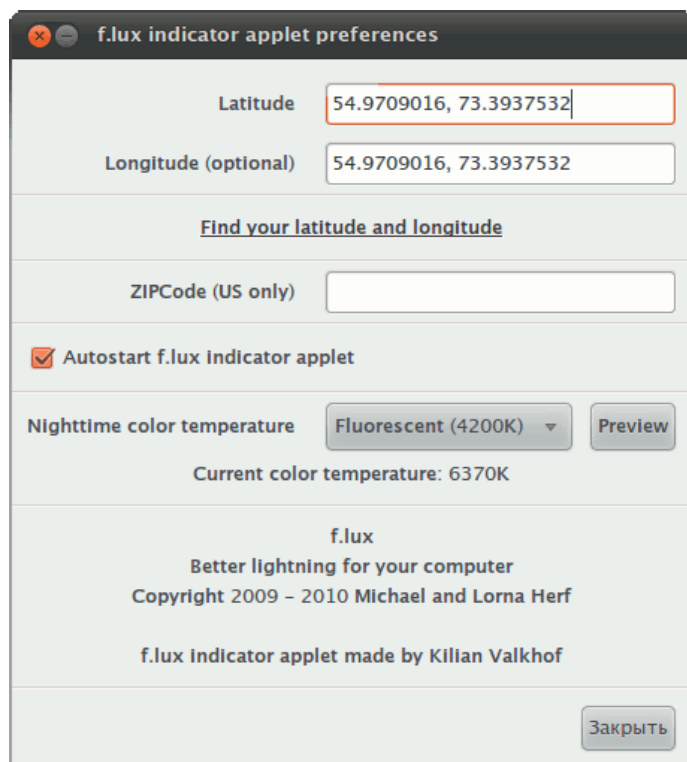 f.lux indicator applet preferences
Latitude 54.9709016, 73.3937532
Longitude (optional) 54.9709016, 73.3937532
Find your latitude and longitude
ZIPCode (US only)
Autostart f.lux indicator applet
Nighttime color temperature Fluorescent (4200K) Preview
Current color temperature: 6370K
f.lux
Better lightning for your computer
Copyright 2009 – 2010 Michael and Lorna Herf
f.lux indicator applet made by Kilian Valkhof
Закрыть